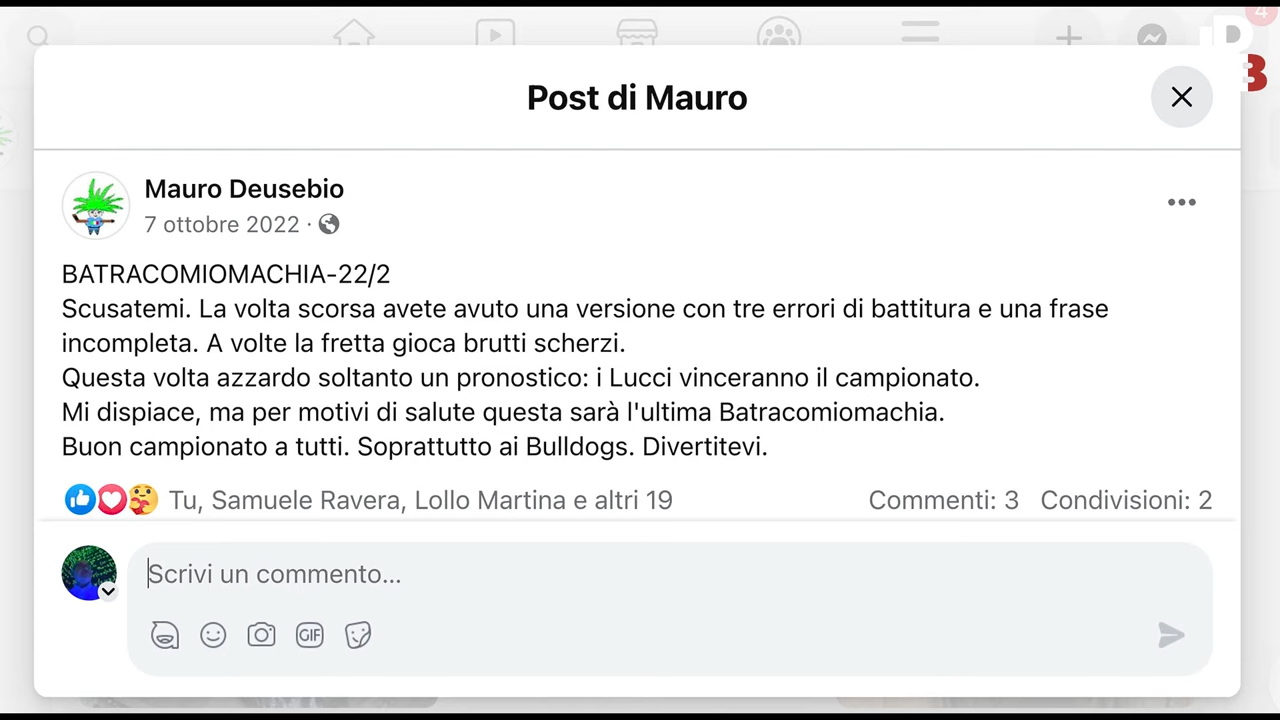 4
Post di Mauro
Mauro Deusebio
7 ottobre 2022 ·
BATRACOMIOMACHIA-22/2
Scusatemi. La volta scorsa avete avuto una versione con tre errori di battitura e una frase
incompleta. A volte la fretta gioca brutti scherzi.
Questa volta azzardo soltanto un pronostico: i Lucci vinceranno il campionato.
Mi dispiace, ma per motivi di salute questa sarà l'ultima Batracomiomachia.
Buon campionato a tutti. Soprattutto ai Bulldogs. Divertitevi.
Tu, Samuele Ravera, Lollo Martina e altri 19 Commenti: 3 Condivisioni: 2
Scrivi un commento...
GIF